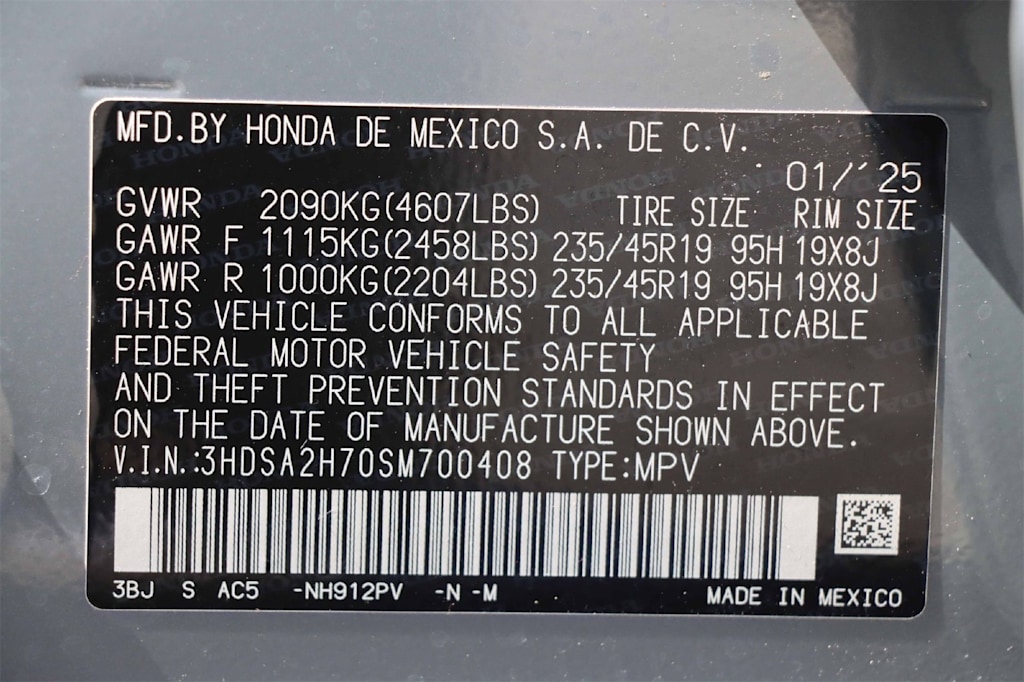 MFD.BY HONDA DE MEXICO S.A. DE C.V.
01/'25
GVWR 2090KG(4607LBS) TIRE SIZE RIM SIZE
GAWR F 1115KG(2458LBS) 235/45R19 95H 19X8J
GAWR R 1000KG(2204LBS) 235/45R19 95H 19X8J
THIS VEHICLE CONFORMS TO ALL APPLICABLE
FEDERAL MOTOR VEHICLE SAFETY
AND THEFT PREVENTION STANDARDS IN EFFECT
ON THE DATE OF MANUFACTURE SHOWN ABOVE.
V.I.N.:3HDSA2H70SM700408 TYPE:MPV
3BJ S AC5 -NH912PV -N -M MADE IN MEXICO